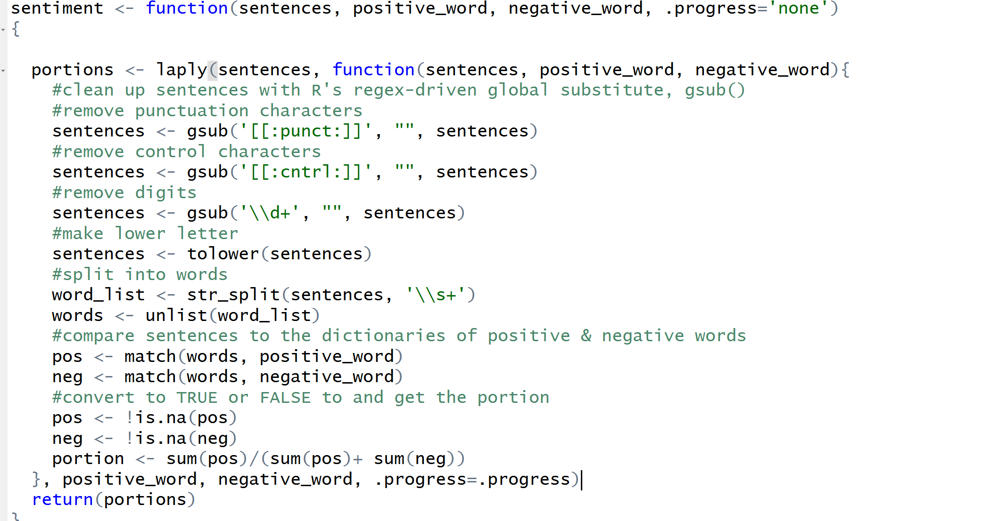 sentiment <- function(sentences, positive_word, negative_word, .progress='none')
{
portions <- laply(sentences, function(sentences, positive_word, negative_word){
#clean up sentences with R's regex-driven global substitute, gsub()
#remove punctuation characters
sentences <- gsub('[[:punct:]]', "", sentences)
#remove control characters
sentences <- gsub('[[:cntrl:]]', "", sentences)
#remove digits
sentences <- gsub('\\d+', "", sentences)
#make lower letter
sentences <- tolower(sentences)
#split into words
word_list <- str_split(sentences, '\\s+')
words <- unlist(word_list)
#compare sentences to the dictionaries of positive & negative words
pos <- match(words, positive_word)
neg <- match(words, negative_word)
#convert to TRUE or FALSE to and get the portion
pos <- !is.na(pos)
neg <- !is.na(neg)
portion <- sum(pos)/(sum(pos)+ sum(neg))
}, positive_word, negative_word, .progress=.progress)
return(portions)
}